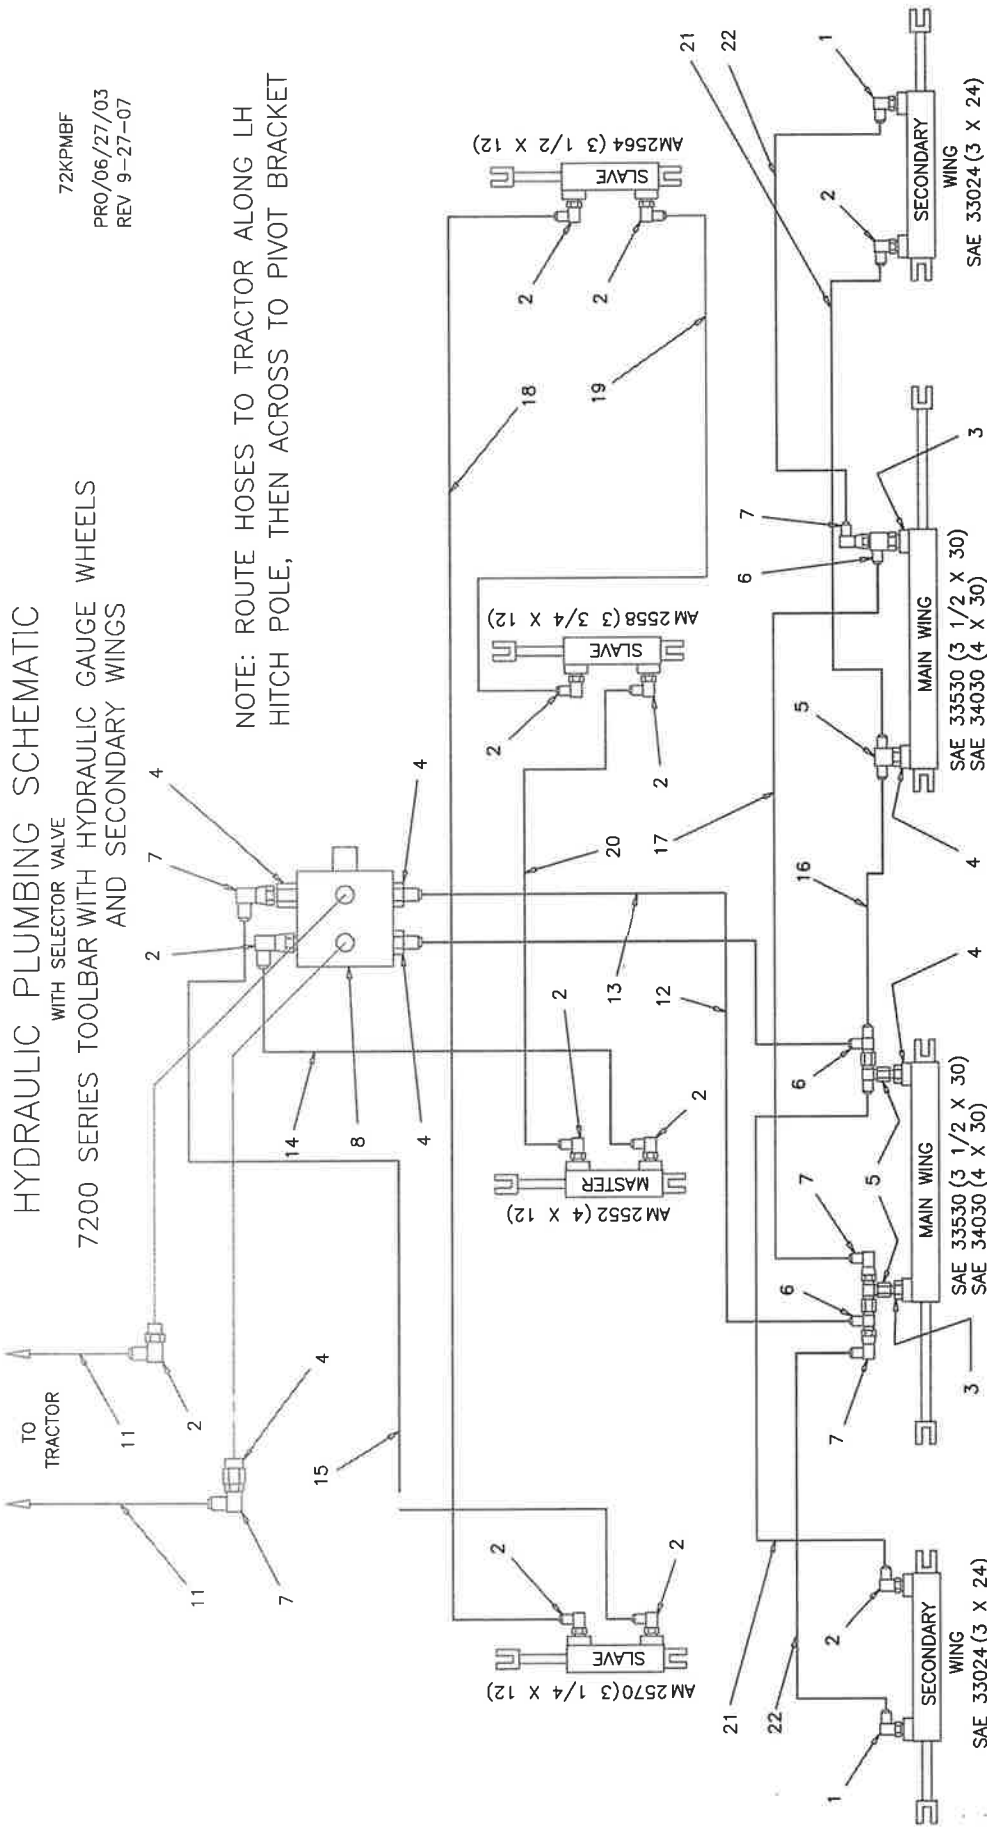 HYDRAULIC PLUMBING SCHEMATIC
WITH SELECTOR VALVE
7200 SERIES TOOLBAR WITH HYDRAULIC GAUGE WHEELS
AND SECONDARY WINGS
72KPMBF
PRO/06/27/03
REV 9-27-07
NOTE: ROUTE HOSES TO TRACTOR ALONG LH
HITCH POLE, THEN ACROSS TO PIVOT BRACKET
TO
TRACTOR
11
11
2
7
4
15
2
7
4
14
8
4
4
13
12
2
2
2
2
SLAVE
AM2570(3 1/4 X 12)
2
2
MASTER
AM2552 (4 X 12)
20
17
2
2
SLAVE
AM2558 (3 3/4 X 12)
18
19
2
2
SLAVE
AM2564 (3 1/2 X 12)
21
22
1
2
SECONDARY
WING
SAE 33024 (3 X 24)
7
6
7
3
5
6
5
4
MAIN WING
SAE 33530 (3 1/2 X 30)
SAE 34030 (4 X 30)
16
4
5
6
7
3
MAIN WING
SAE 33530 (3 1/2 X 30)
SAE 34030 (4 X 30)
21
22
2
1
SECONDARY
WING
SAE 33024 (3 X 24)